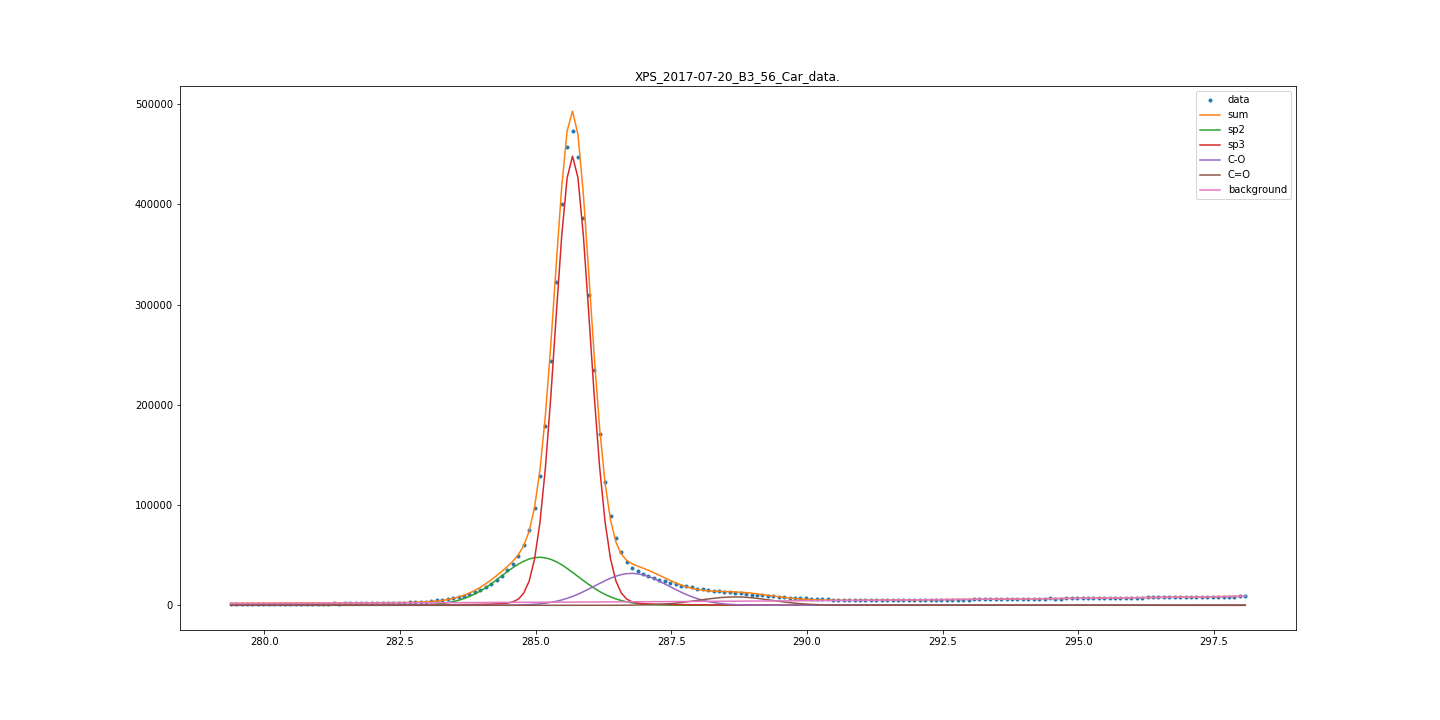 XPS_2017-07-20_B3_56_Car_data.
500000
400000
300000
200000
100000
0
280.0 282.5 285.0 287.5 290.0 292.5 295.0 297.5
data
sum
sp2
sp3
C-O
C=O
background